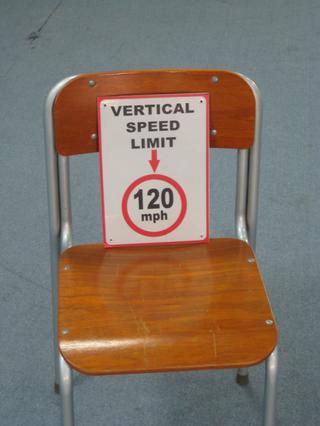 VERTICAL
SPEED
LIMIT
120
mph